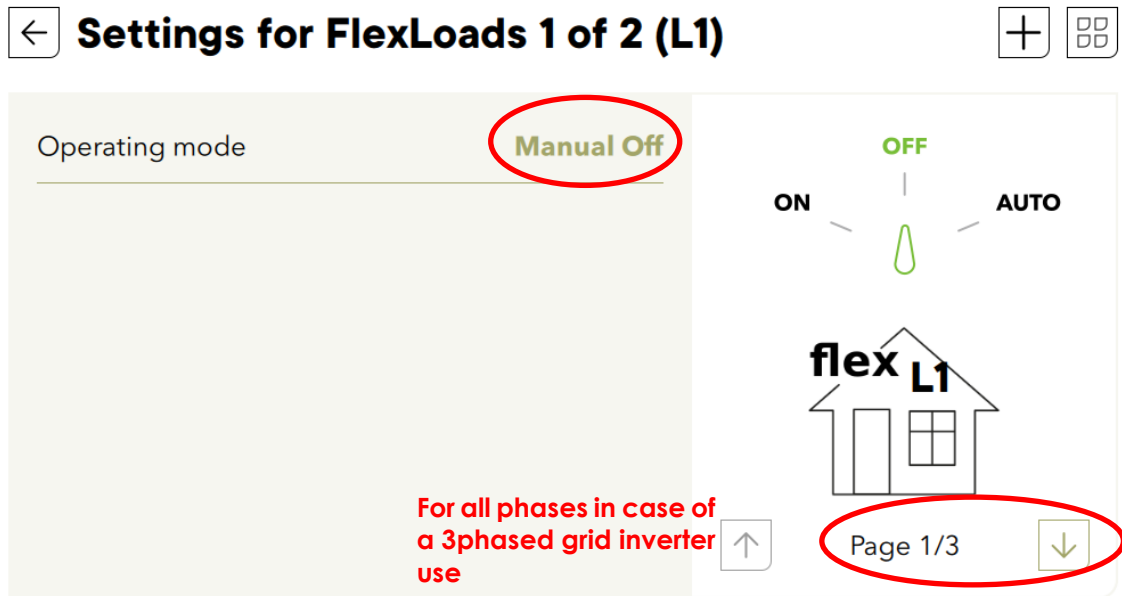 Settings for FlexLoads 1 of 2 (L1)
Operating mode
Manual Off
OFF
ON
AUTO
flex L1
For all phases in case of
a 3phased grid inverter
use
Page 1/3